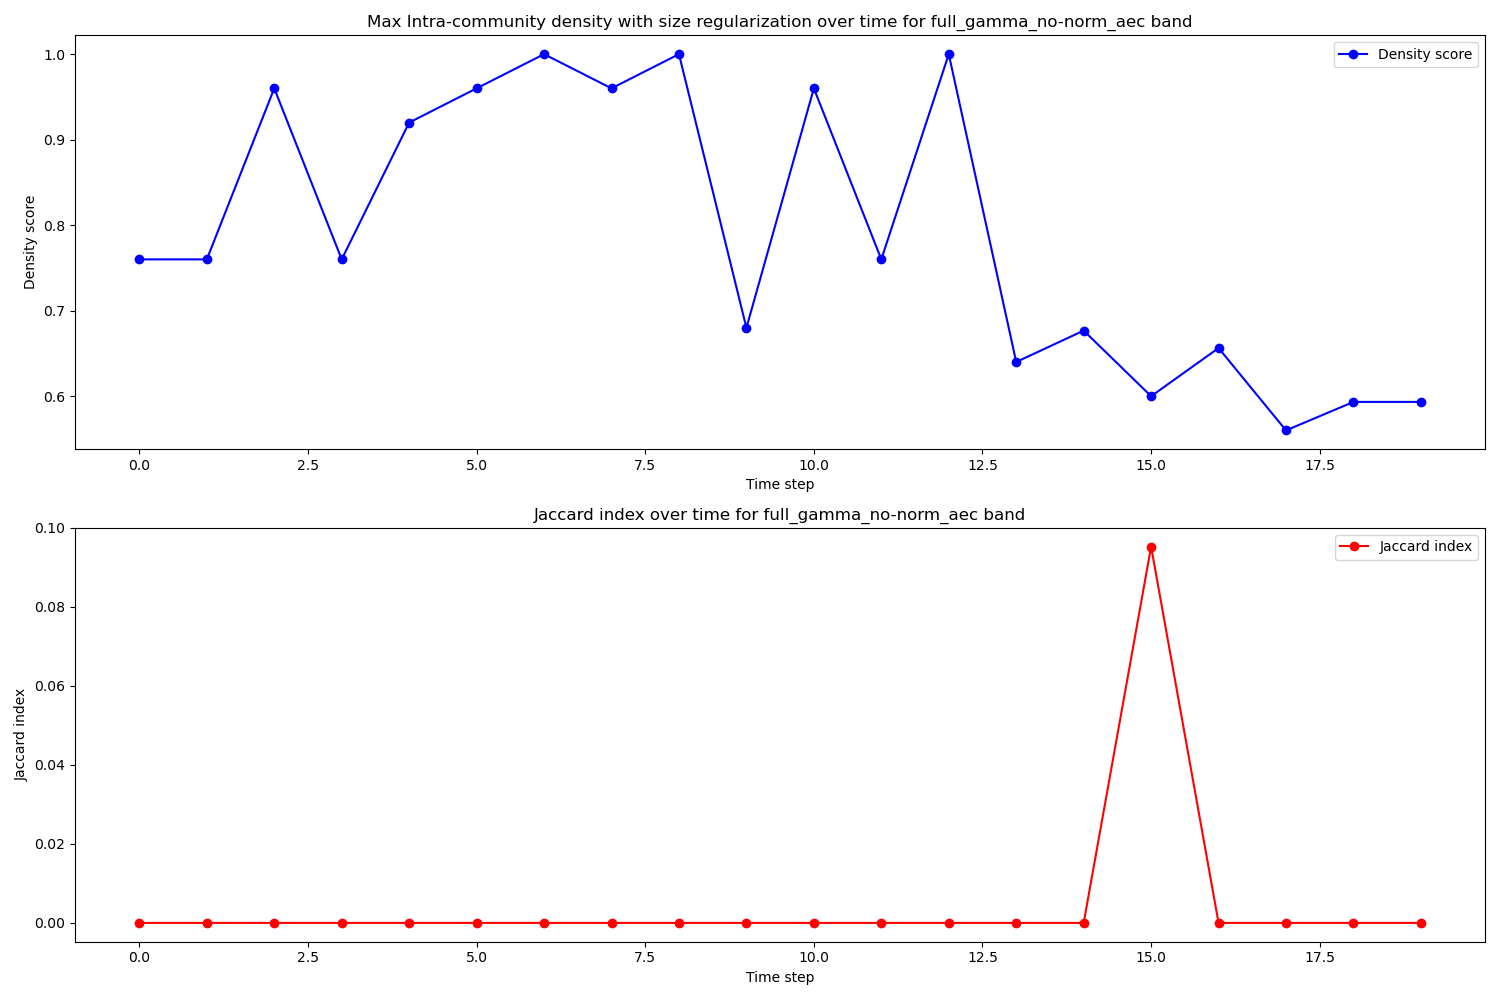 Max Intra-community density with size regularization over time for full_gamma_no-norm_aec band
Density score
1.0
0.9
0.8
0.7
0.6
Density score
0.0 2.5 5.0 7.5 10.0 12.5 15.0 17.5
Time step
Jaccard index over time for full_gamma_no-norm_aec band
Jaccard index
0.10
0.08
0.06
0.04
0.02
0.00
Jaccard index
0.0 2.5 5.0 7.5 10.0 12.5 15.0 17.5
Time step